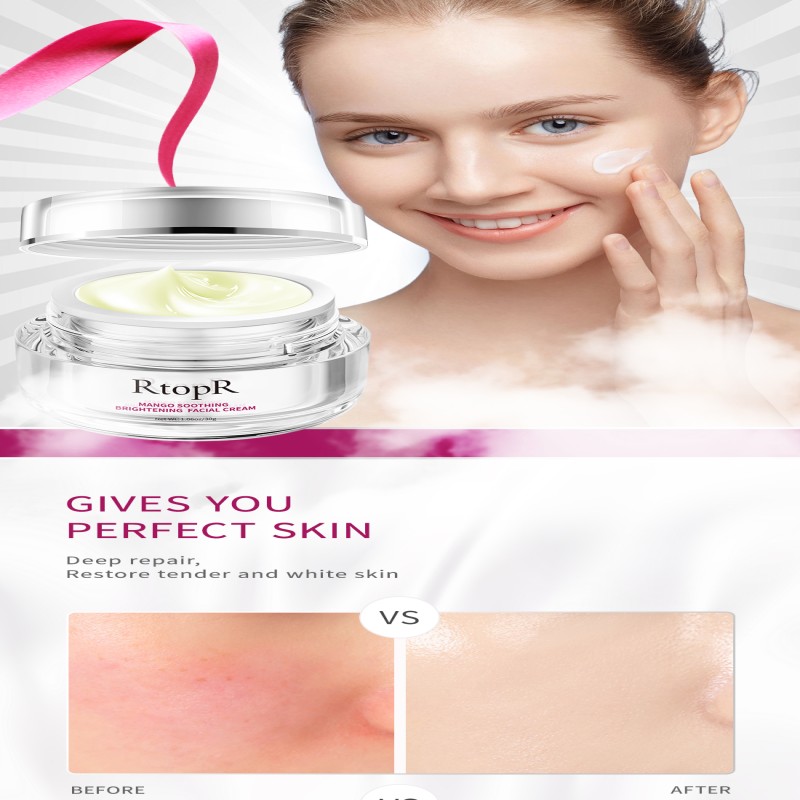 RtopR
MANGO SOOTHING
BRIGHTENING FACIAL CREAM
GIVES YOU
PERFECT SKIN
Deep repair,
Restore tender and white skin
VS
BEFORE
AFTER